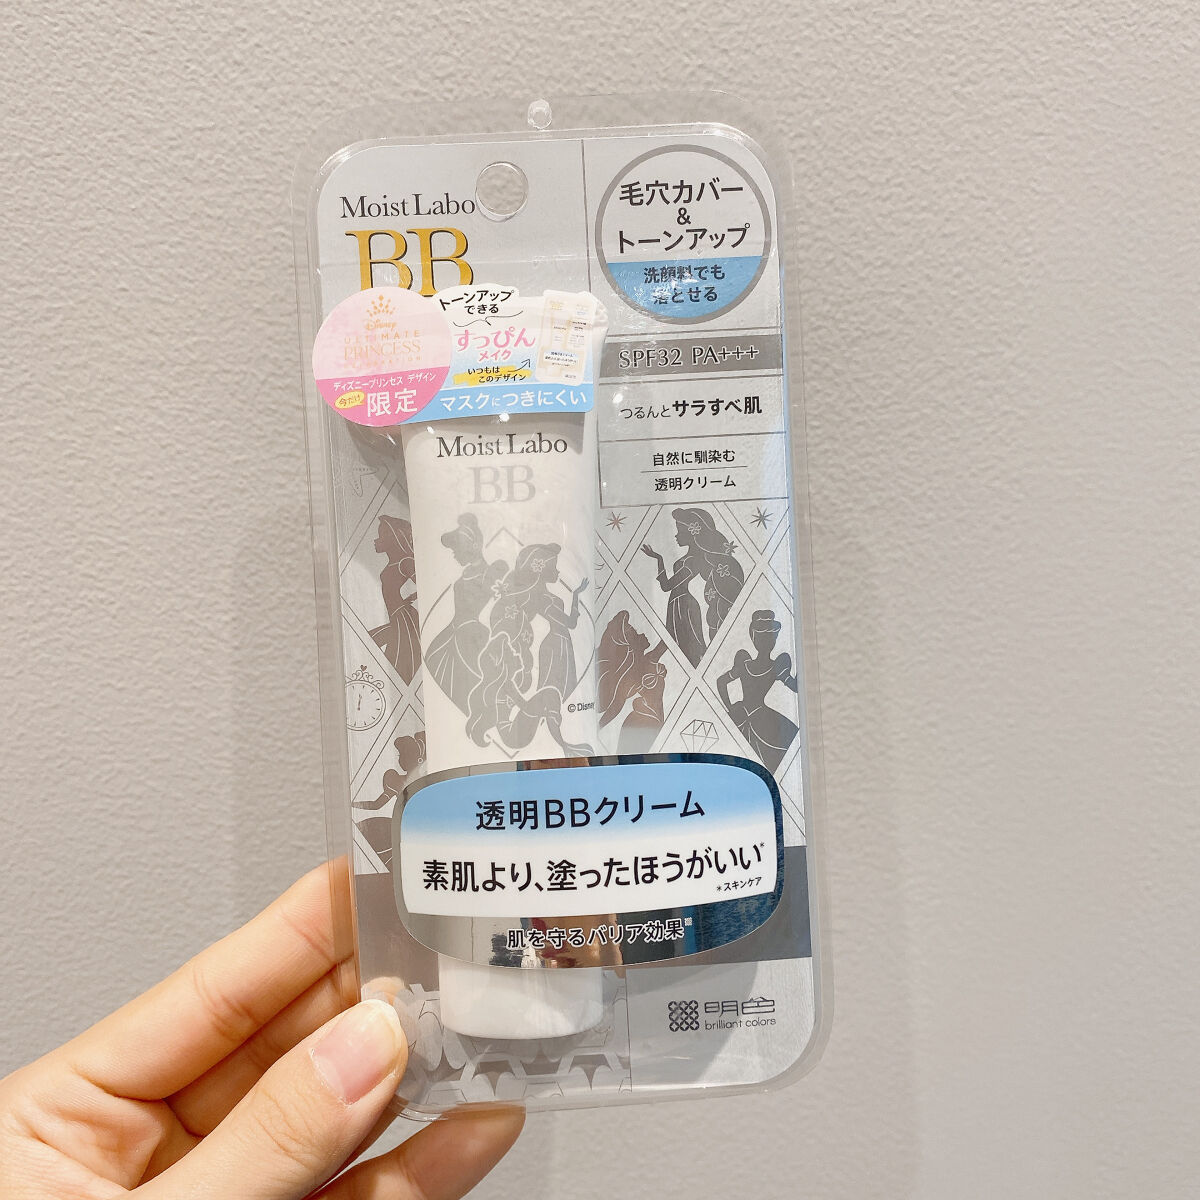 Moist Labo
BB
毛穴カバー
&
トーンアップ
洗顔料でも
落とせる
SPF32 PA+++
つるんとサラすべ肌
自然に馴染む
透明クリーム
Disney
ULTIMATE
PRINCESS
ディズニープリンセス デザイン
今だけ
限定
トーンアップ
できる
すっぴん
メイク
いつもは
このデザイン
マスクにつきにくい
Moist Labo
BB
©Disney
透明BBクリーム
素肌より、塗ったほうがいい*
*スキンケア
肌を守るバリア効果※
明色
brilliant colors